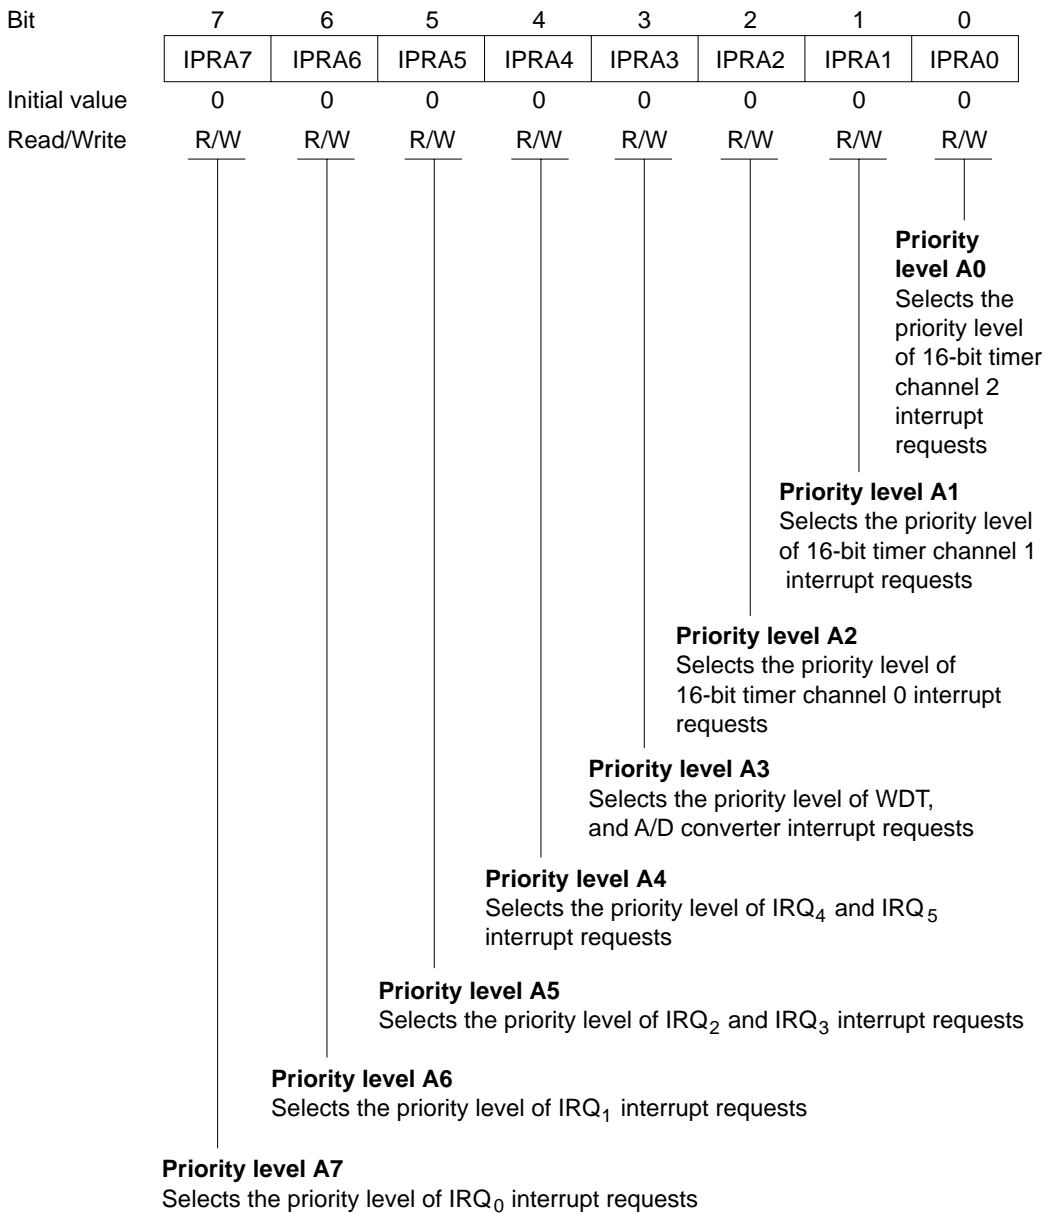 Bit 7 6 5 4 3 2 1 0
IPRA7 IPRA6 IPRA5 IPRA4 IPRA3 IPRA2 IPRA1 IPRA0
Initial value 0 0 0 0 0 0 0 0
Read/Write R/W R/W R/W R/W R/W R/W R/W R/W
Priority
level A0
Selects the
priority level
of 16-bit timer
channel 2
interrupt
requests
Priority level A1
Selects the priority level
of 16-bit timer channel 1
interrupt requests
Priority level A2
Selects the priority level of
16-bit timer channel 0 interrupt
requests
Priority level A3
Selects the priority level of WDT,
and A/D converter interrupt requests
Priority level A4
Selects the priority level of IRQ4 and IRQ5
interrupt requests
Priority level A5
Selects the priority level of IRQ2 and IRQ3 interrupt requests
Priority level A6
Selects the priority level of IRQ1 interrupt requests
Priority level A7
Selects the priority level of IRQ0 interrupt requests